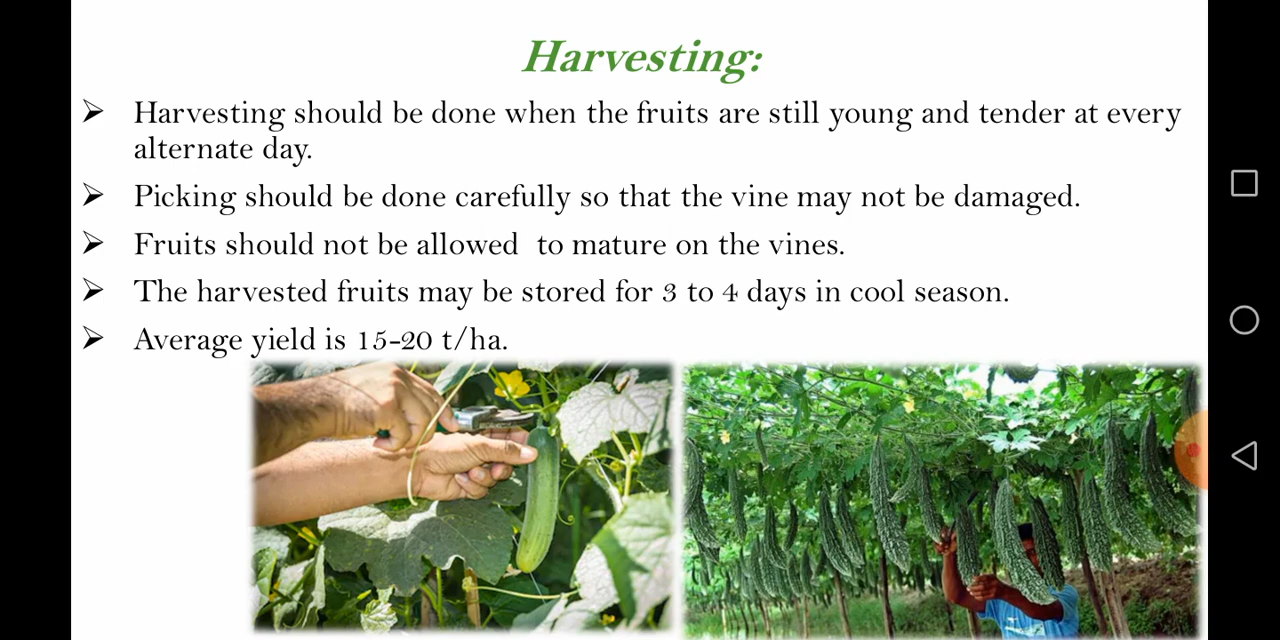 Harvesting:
Harvesting should be done when the fruits are still young and tender at every
alternate day.
Picking should be done carefully so that the vine may not be damaged.
Fruits should not be allowed to mature on the vines.
The harvested fruits may be stored for 3 to 4 days in cool season.
Average yield is 15-20 t/ha.